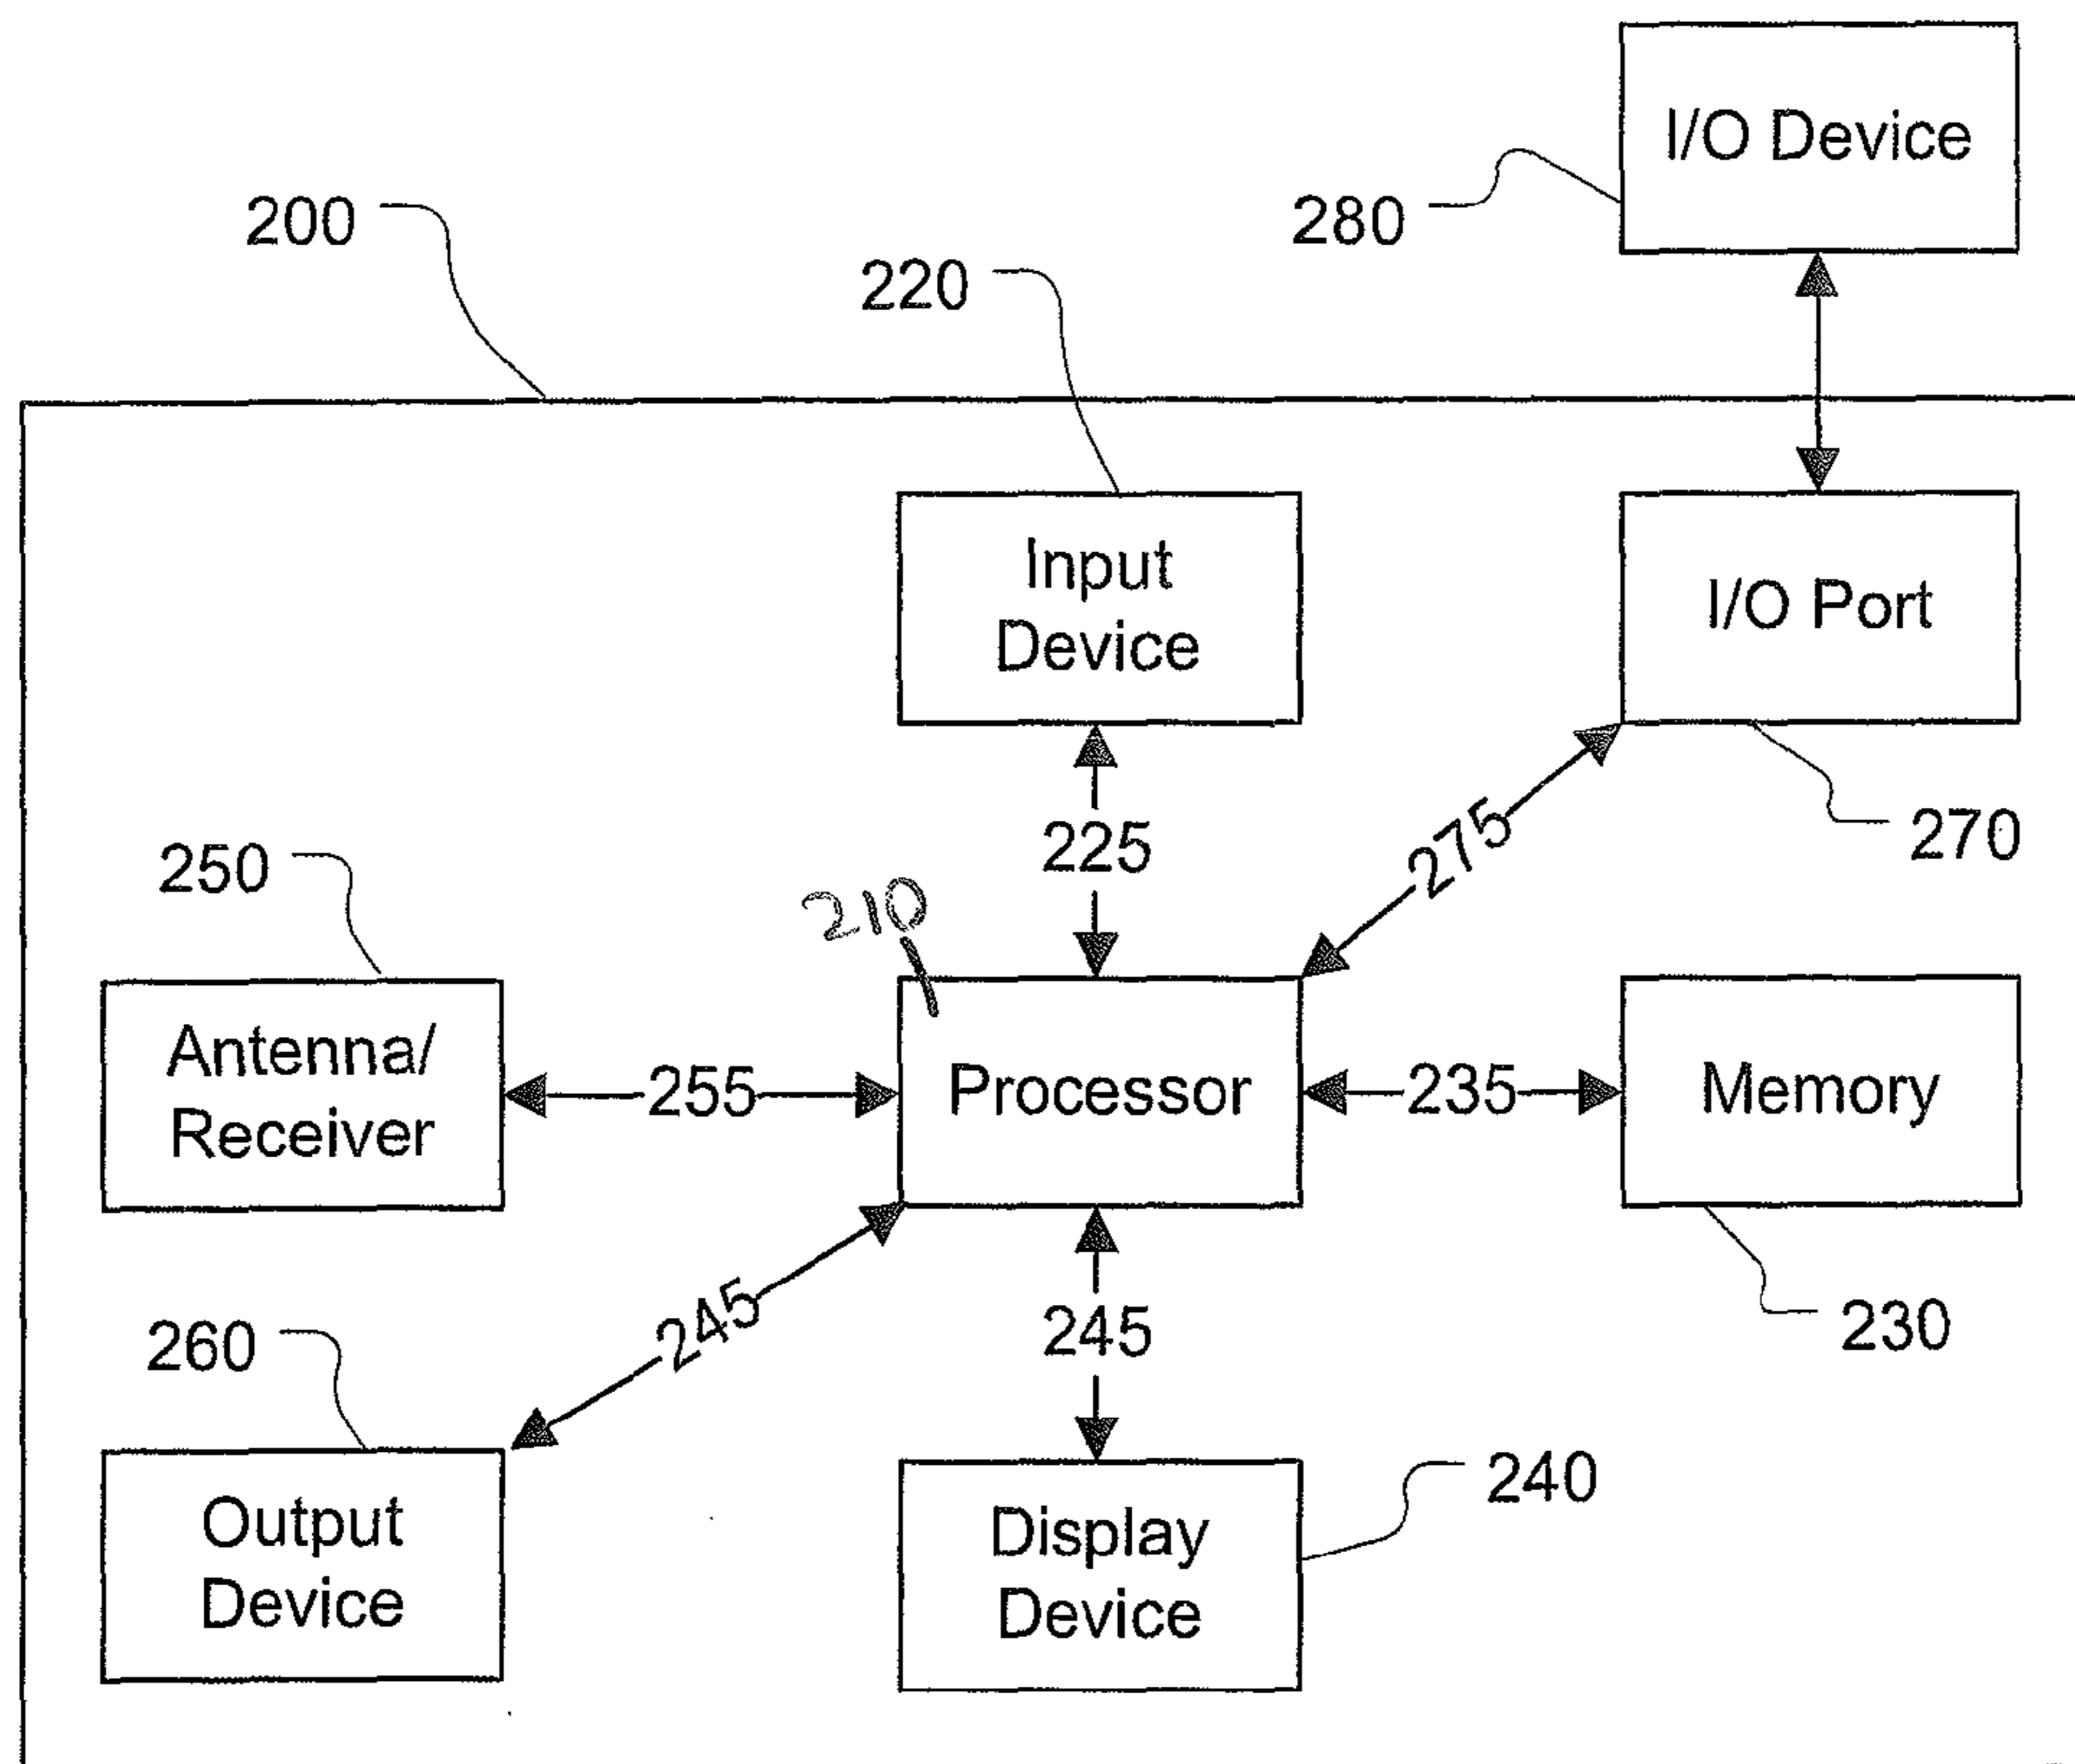 I/O Device
280
200
220
Input
Device
I/O Port
225
275
270
250
210
Antenna/
Receiver
255
Processor
235
Memory
245
245
260
230
240
Output
Device
Display
Device